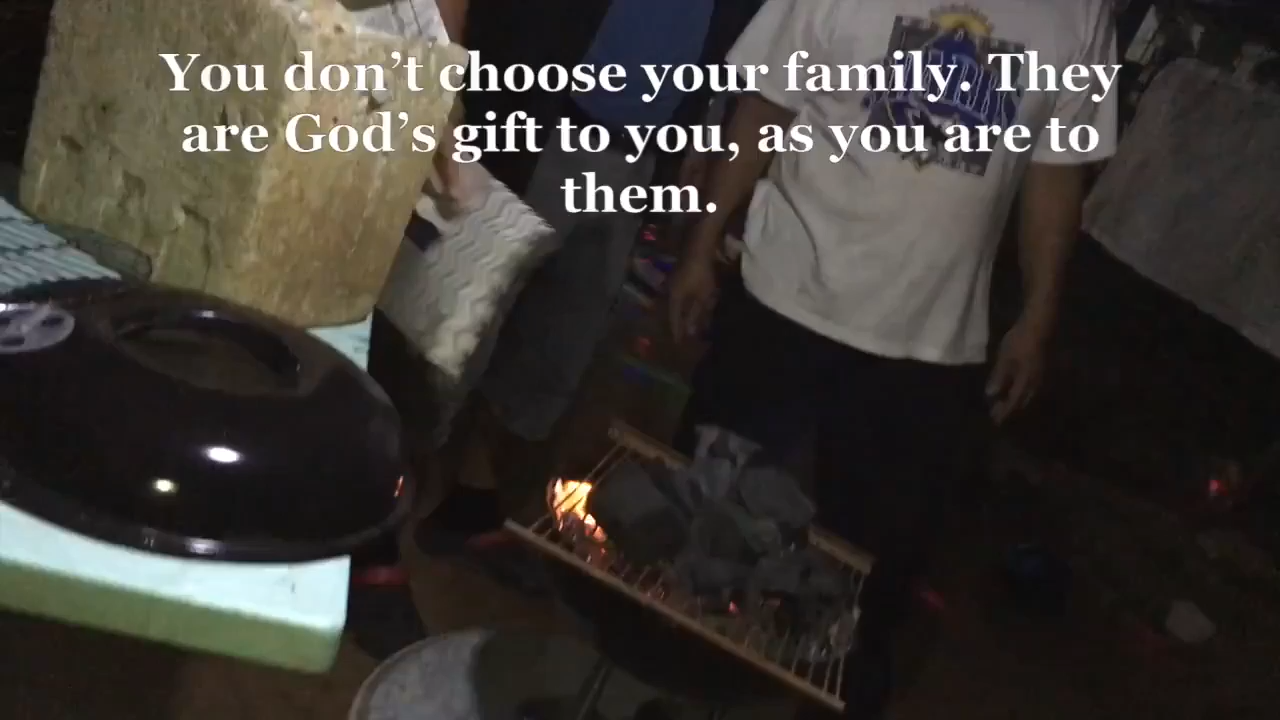 You don’t choose your family. They
are God’s gift to you, as you are to
them.